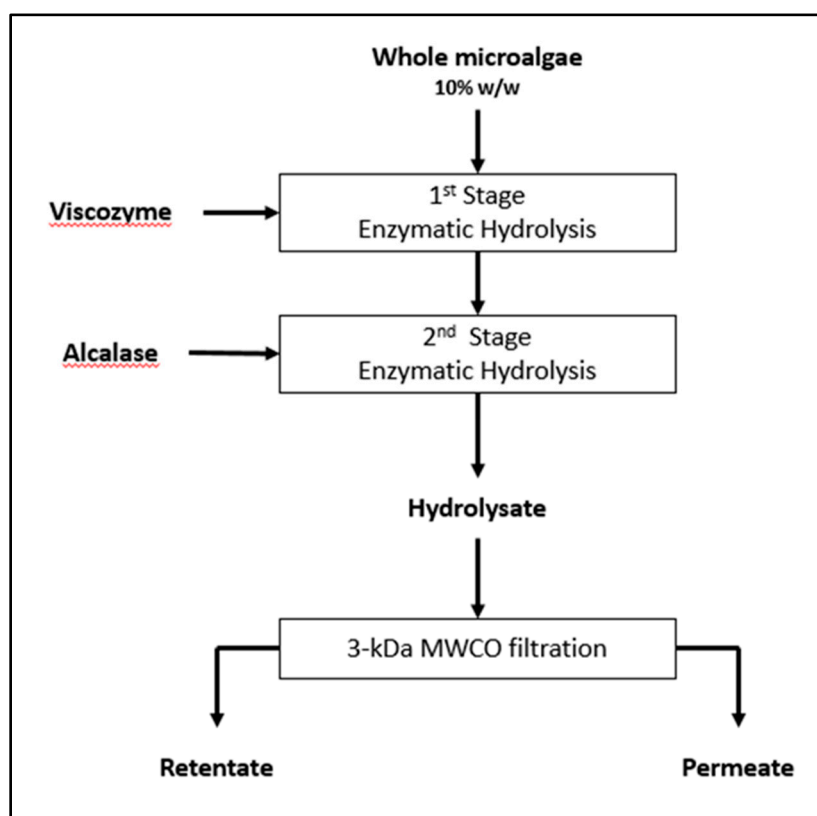 Whole microalgae
10% w/w
Viscozyme
1st Stage
Enzymatic Hydrolysis
Alcalase
2nd Stage
Enzymatic Hydrolysis
Hydrolysate
3-kDa MWCO filtration
Retentate
Permeate